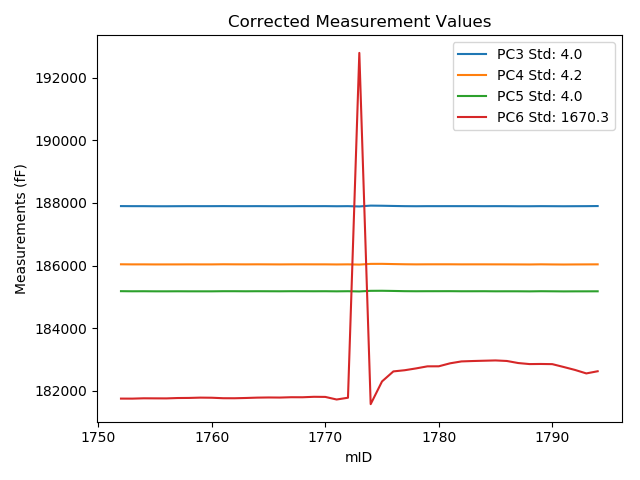 Corrected Measurement Values
PC3 Std: 4.0
PC4 Std: 4.2
PC5 Std: 4.0
PC6 Std: 1670.3
Measurements (fF)
192000
190000
188000
186000
184000
182000
1750
1760
1770
1780
1790
mID